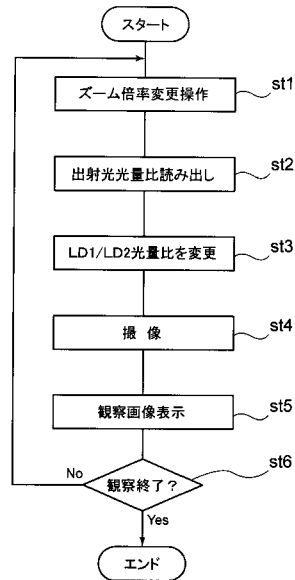 スタート
ズーム倍率変更操作
st1
出射光光量比読み出し
st2
LD1/LD2光量比を変更
st3
撮 像
st4
観察画像表示
st5
観察終了?
st6
No
Yes
エンド